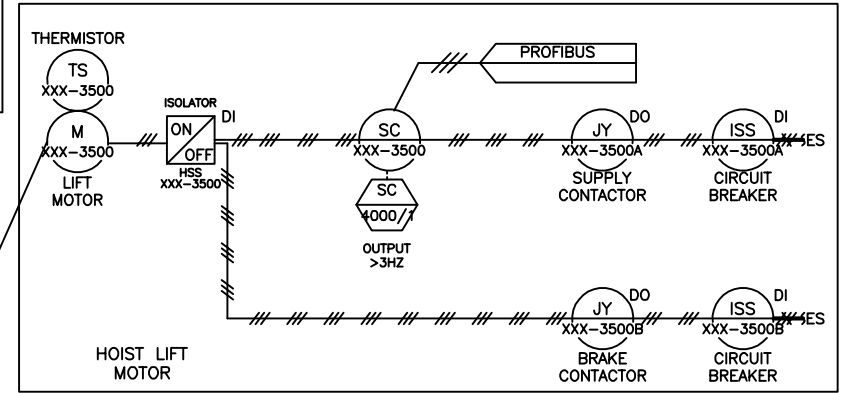 THERMISTOR
TS
XXX-3500
M
XXX-3500
LIFT
MOTOR
ISOLATOR
DI
ON
OFF
HSS
XXX-3500
PROFIBUS
SC
XXX-3500
SC
4000/1
OUTPUT
>3HZ
DO
JY
XXX-3500A
SUPPLY
CONTACTOR
DI
ISS
XXX-3500A
CIRCUIT
BREAKER
ES
DO
JY
XXX-3500B
BRAKE
CONTACTOR
DI
ISS
XXX-3500B
CIRCUIT
BREAKER
ES
HOIST LIFT
MOTOR